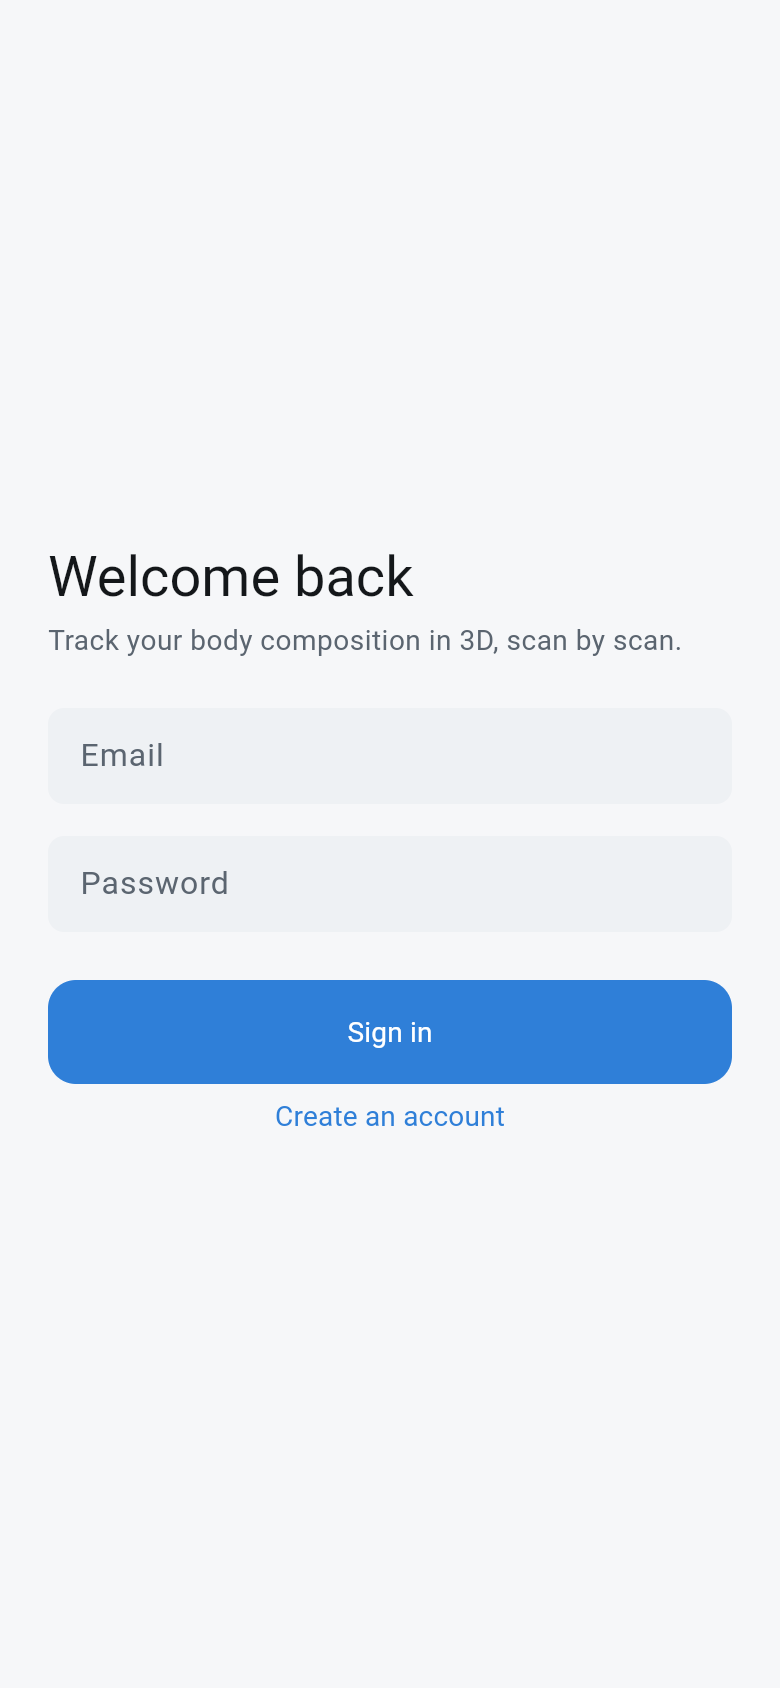 Welcome back
Track your body composition in 3D, scan by scan.
Email
Password
Sign in
Create an account